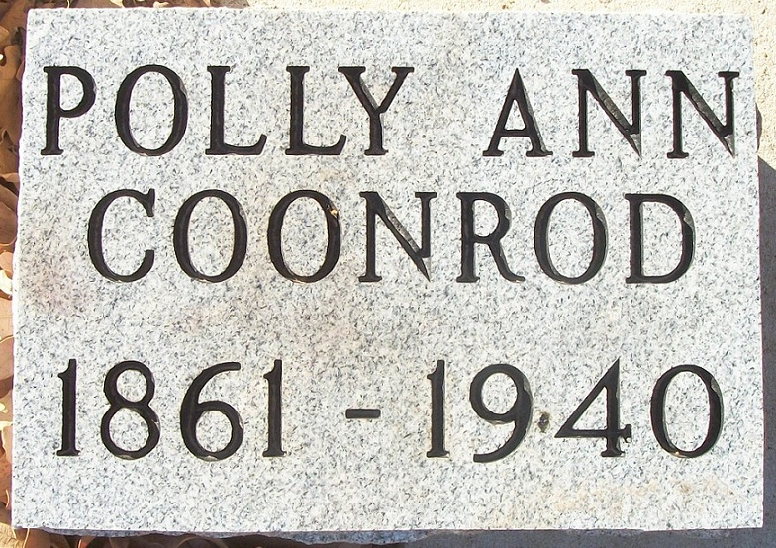 POLLY ANN
COONROD
1861 - 1940